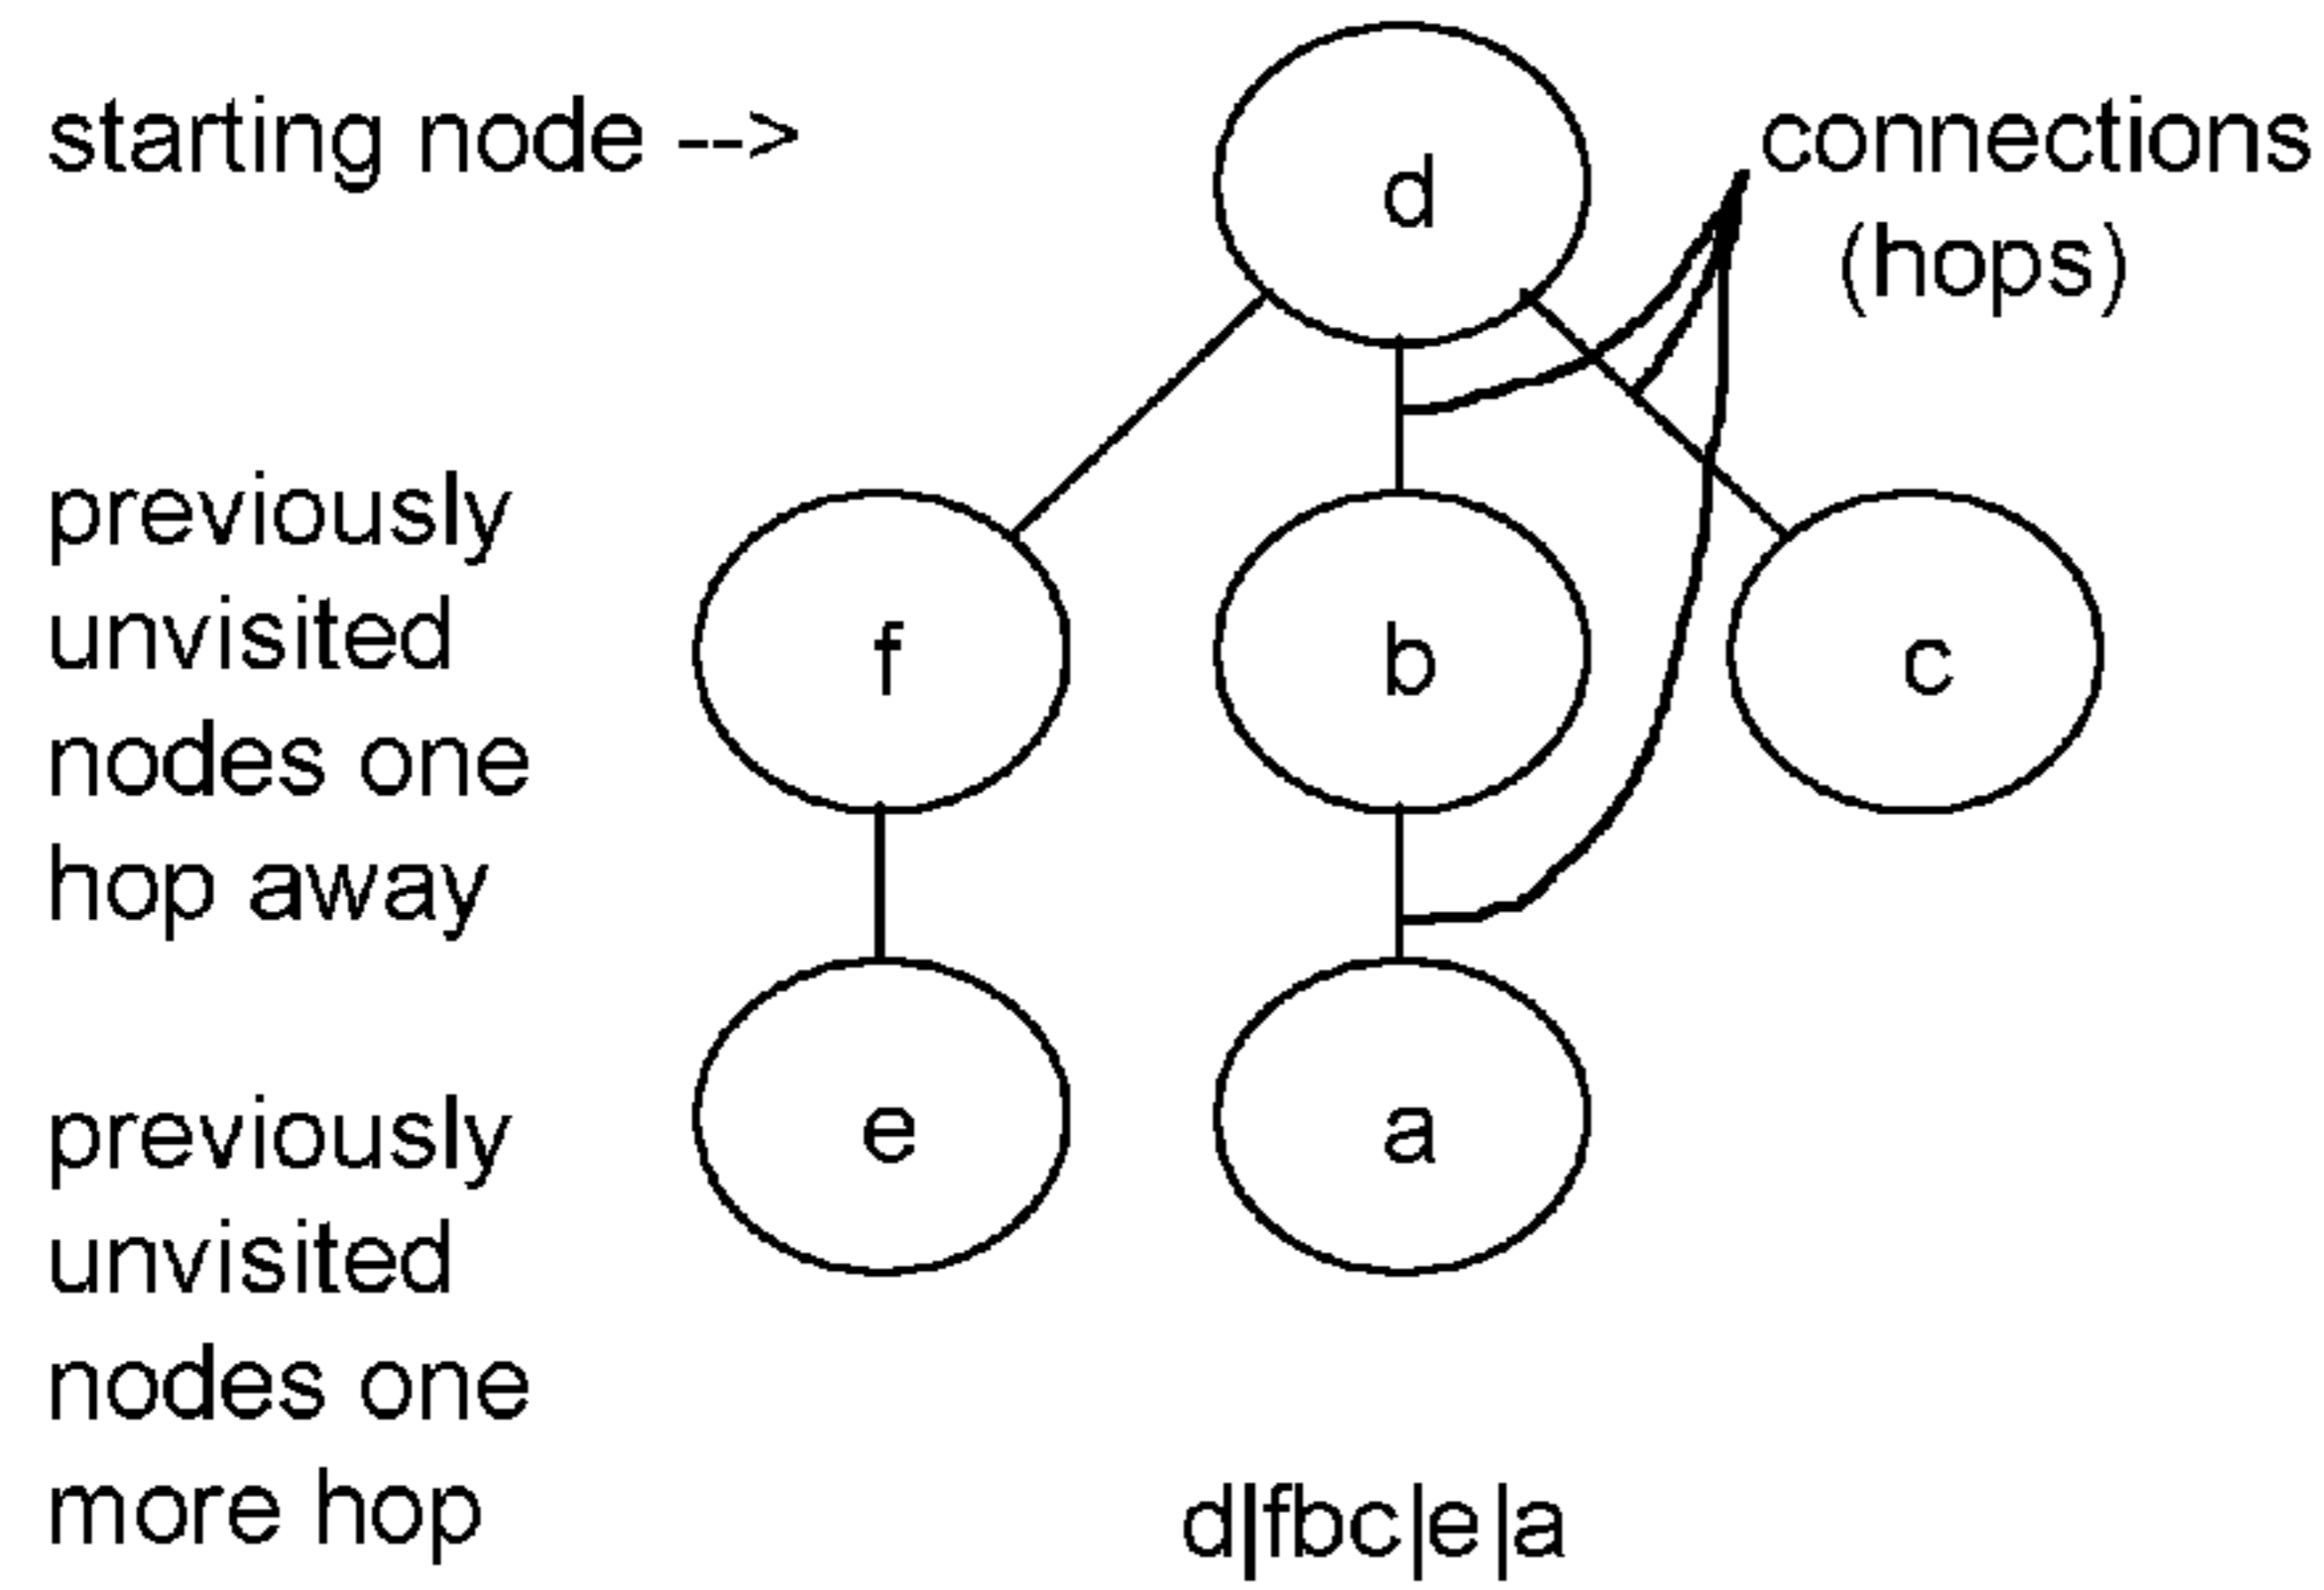 starting node -->
d
connections
(hops)
previously
unvisited
nodes one
hop away
f
b
c
previously
unvisited
nodes one
more hop
e
a
d|fbc|e|a